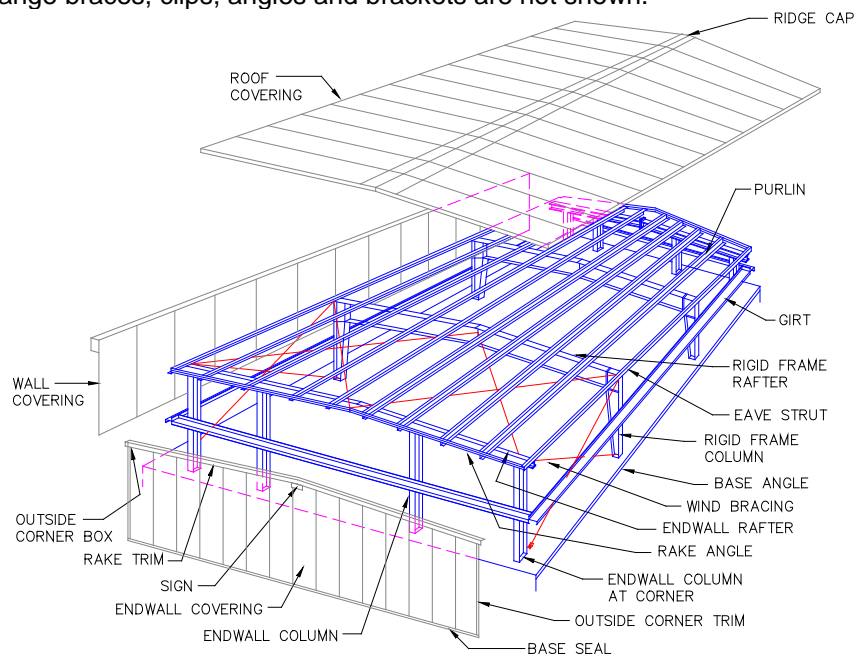 ange braces, clips, angles and brackets are not shown.
RIDGE CAP
ROOF
COVERING
PURLIN
GIRT
RIGID FRAME
RAFTER
WALL
COVERING
EAVE STRUT
RIGID FRAME
COLUMN
BASE ANGLE
WIND BRACING
OUTSIDE
CORNER BOX
ENDWALL RAFTER
RAKE TRIM
RAKE ANGLE
SIGN
ENDWALL COLUMN
AT CORNER
ENDWALL COVERING
OUTSIDE CORNER TRIM
ENDWALL COLUMN
BASE SEAL